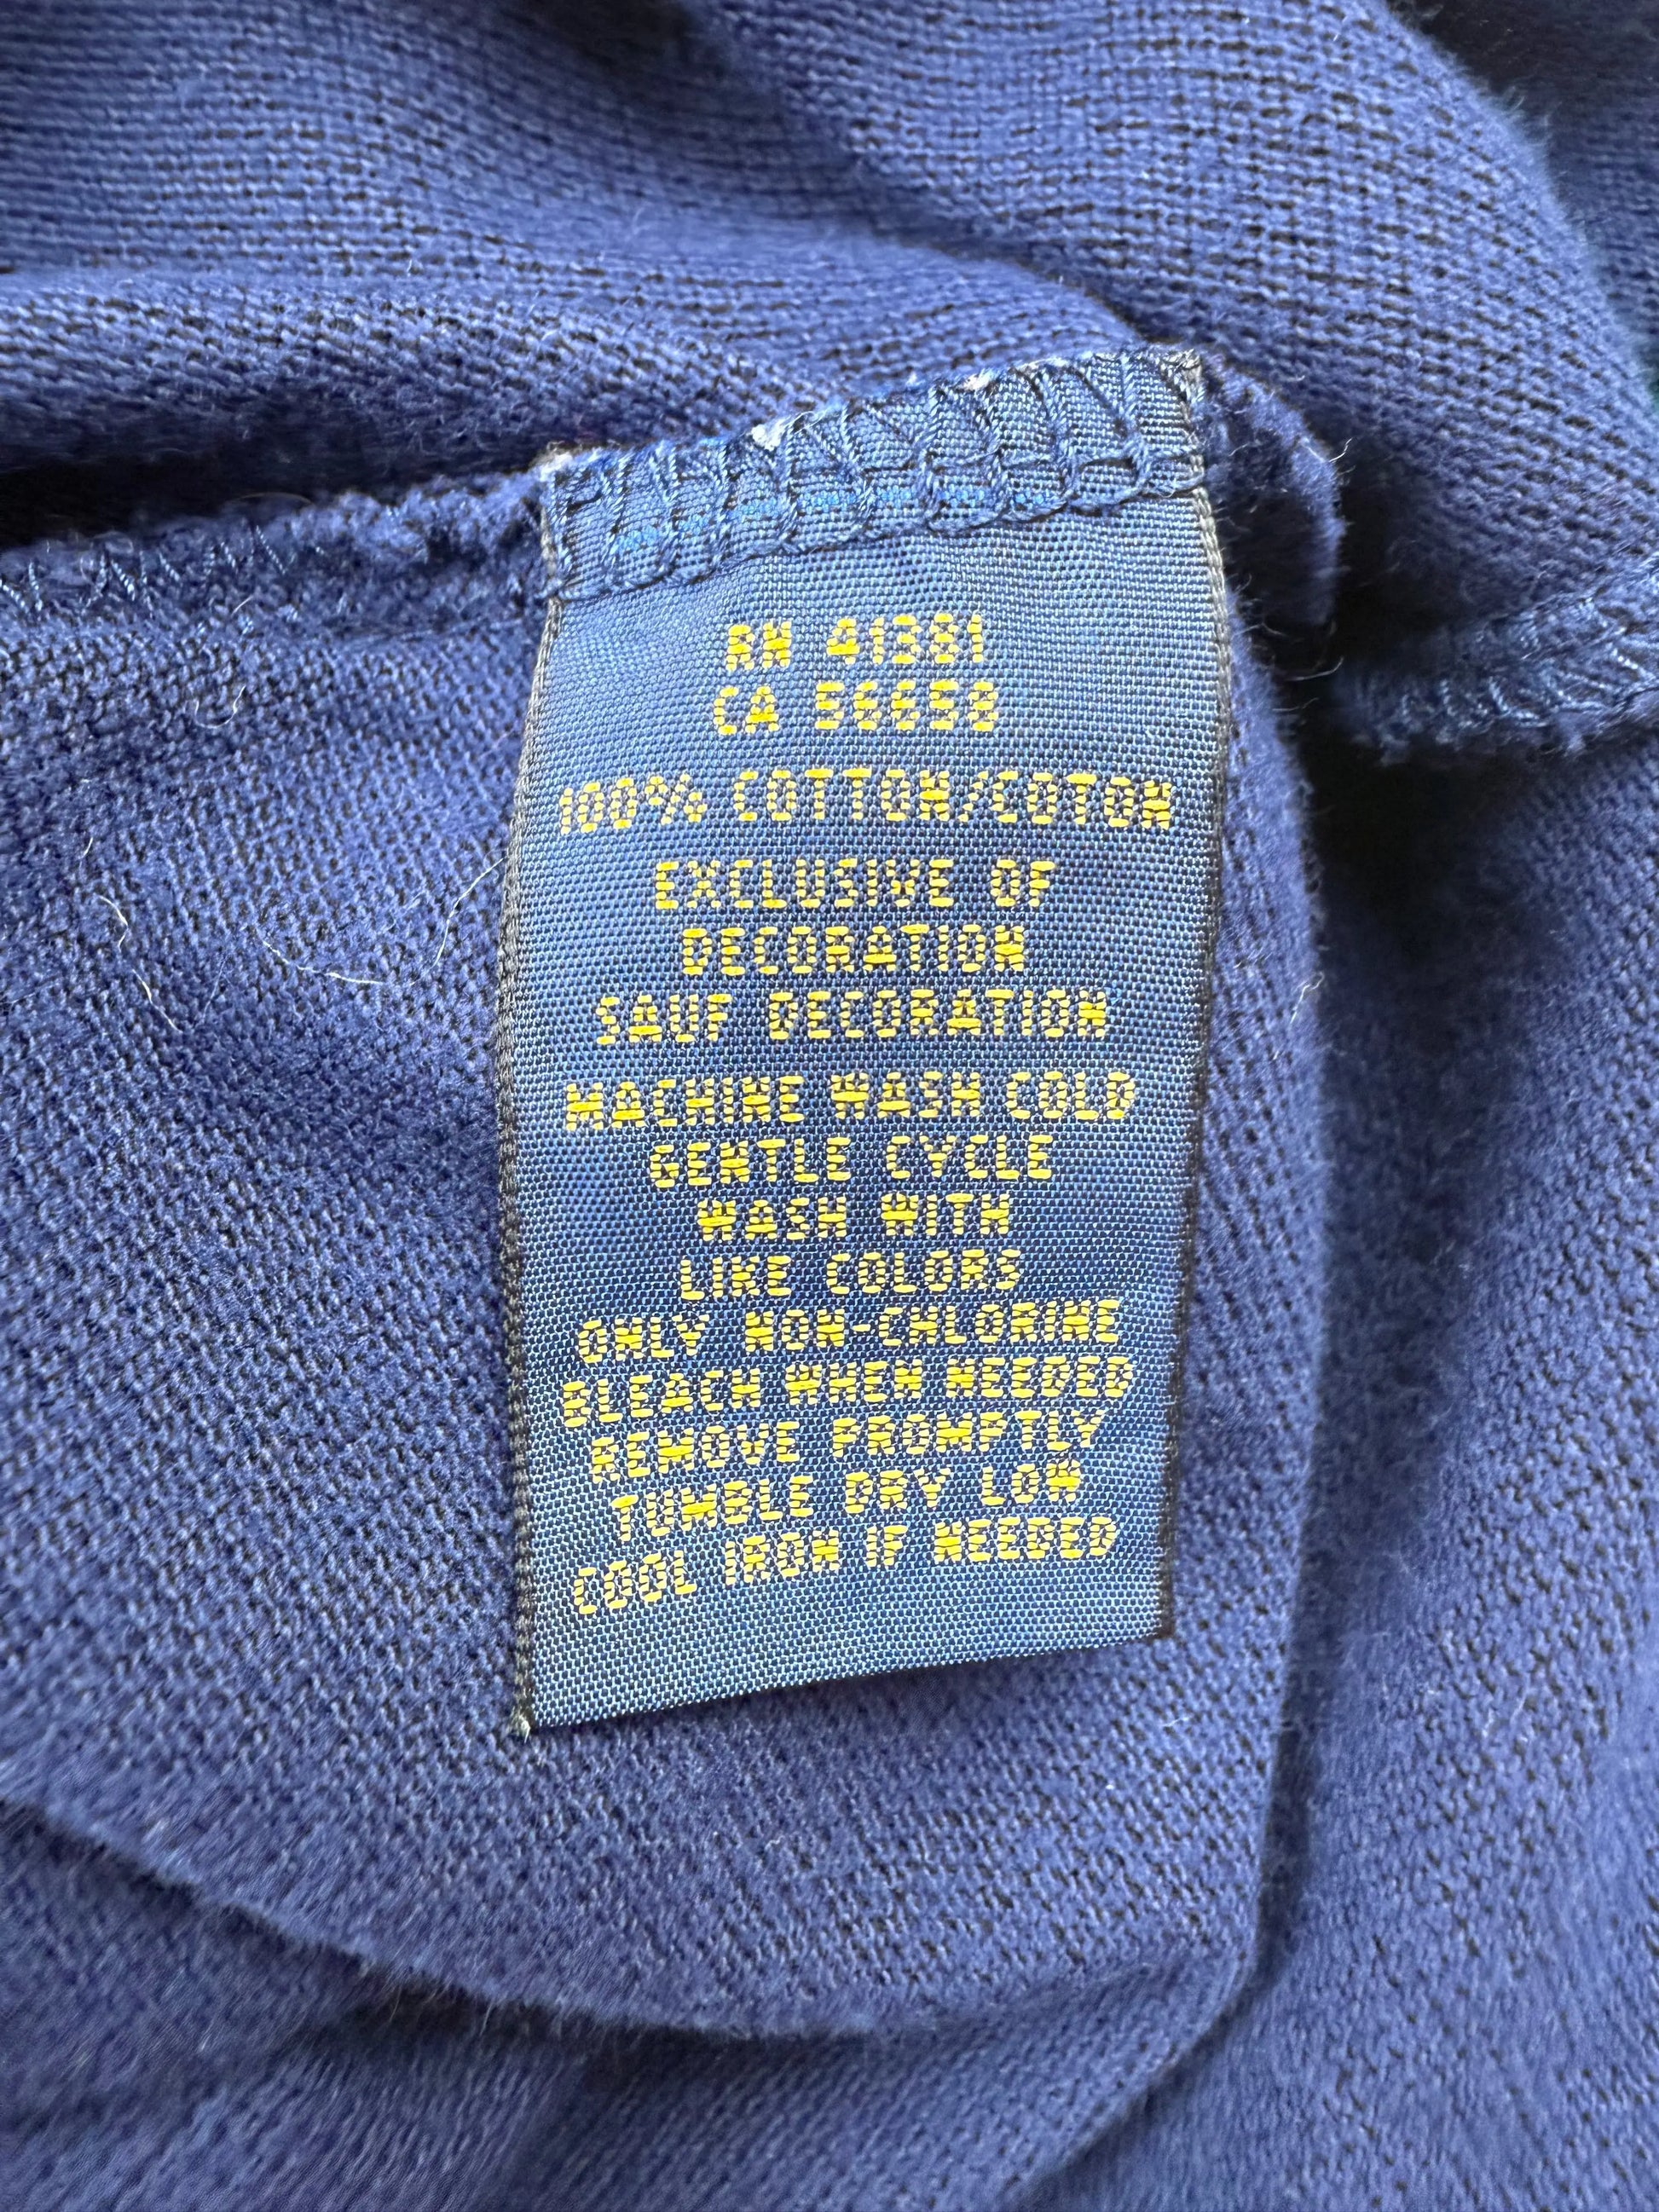 RN 41381
CA 56658
100% COTTON/COTON
EXCLUSIVE OF
DECORATION
SAUF DECORATION
MACHINE WASH COLD
GENTLE CYCLE
WASH WITH
LIKE COLORS
ONLY NON-CHLORINE
BLEACH WHEN NEEDED
REMOVE PROMPTLY
TUMBLE DRY LOW
COOL IRON IF NEEDED